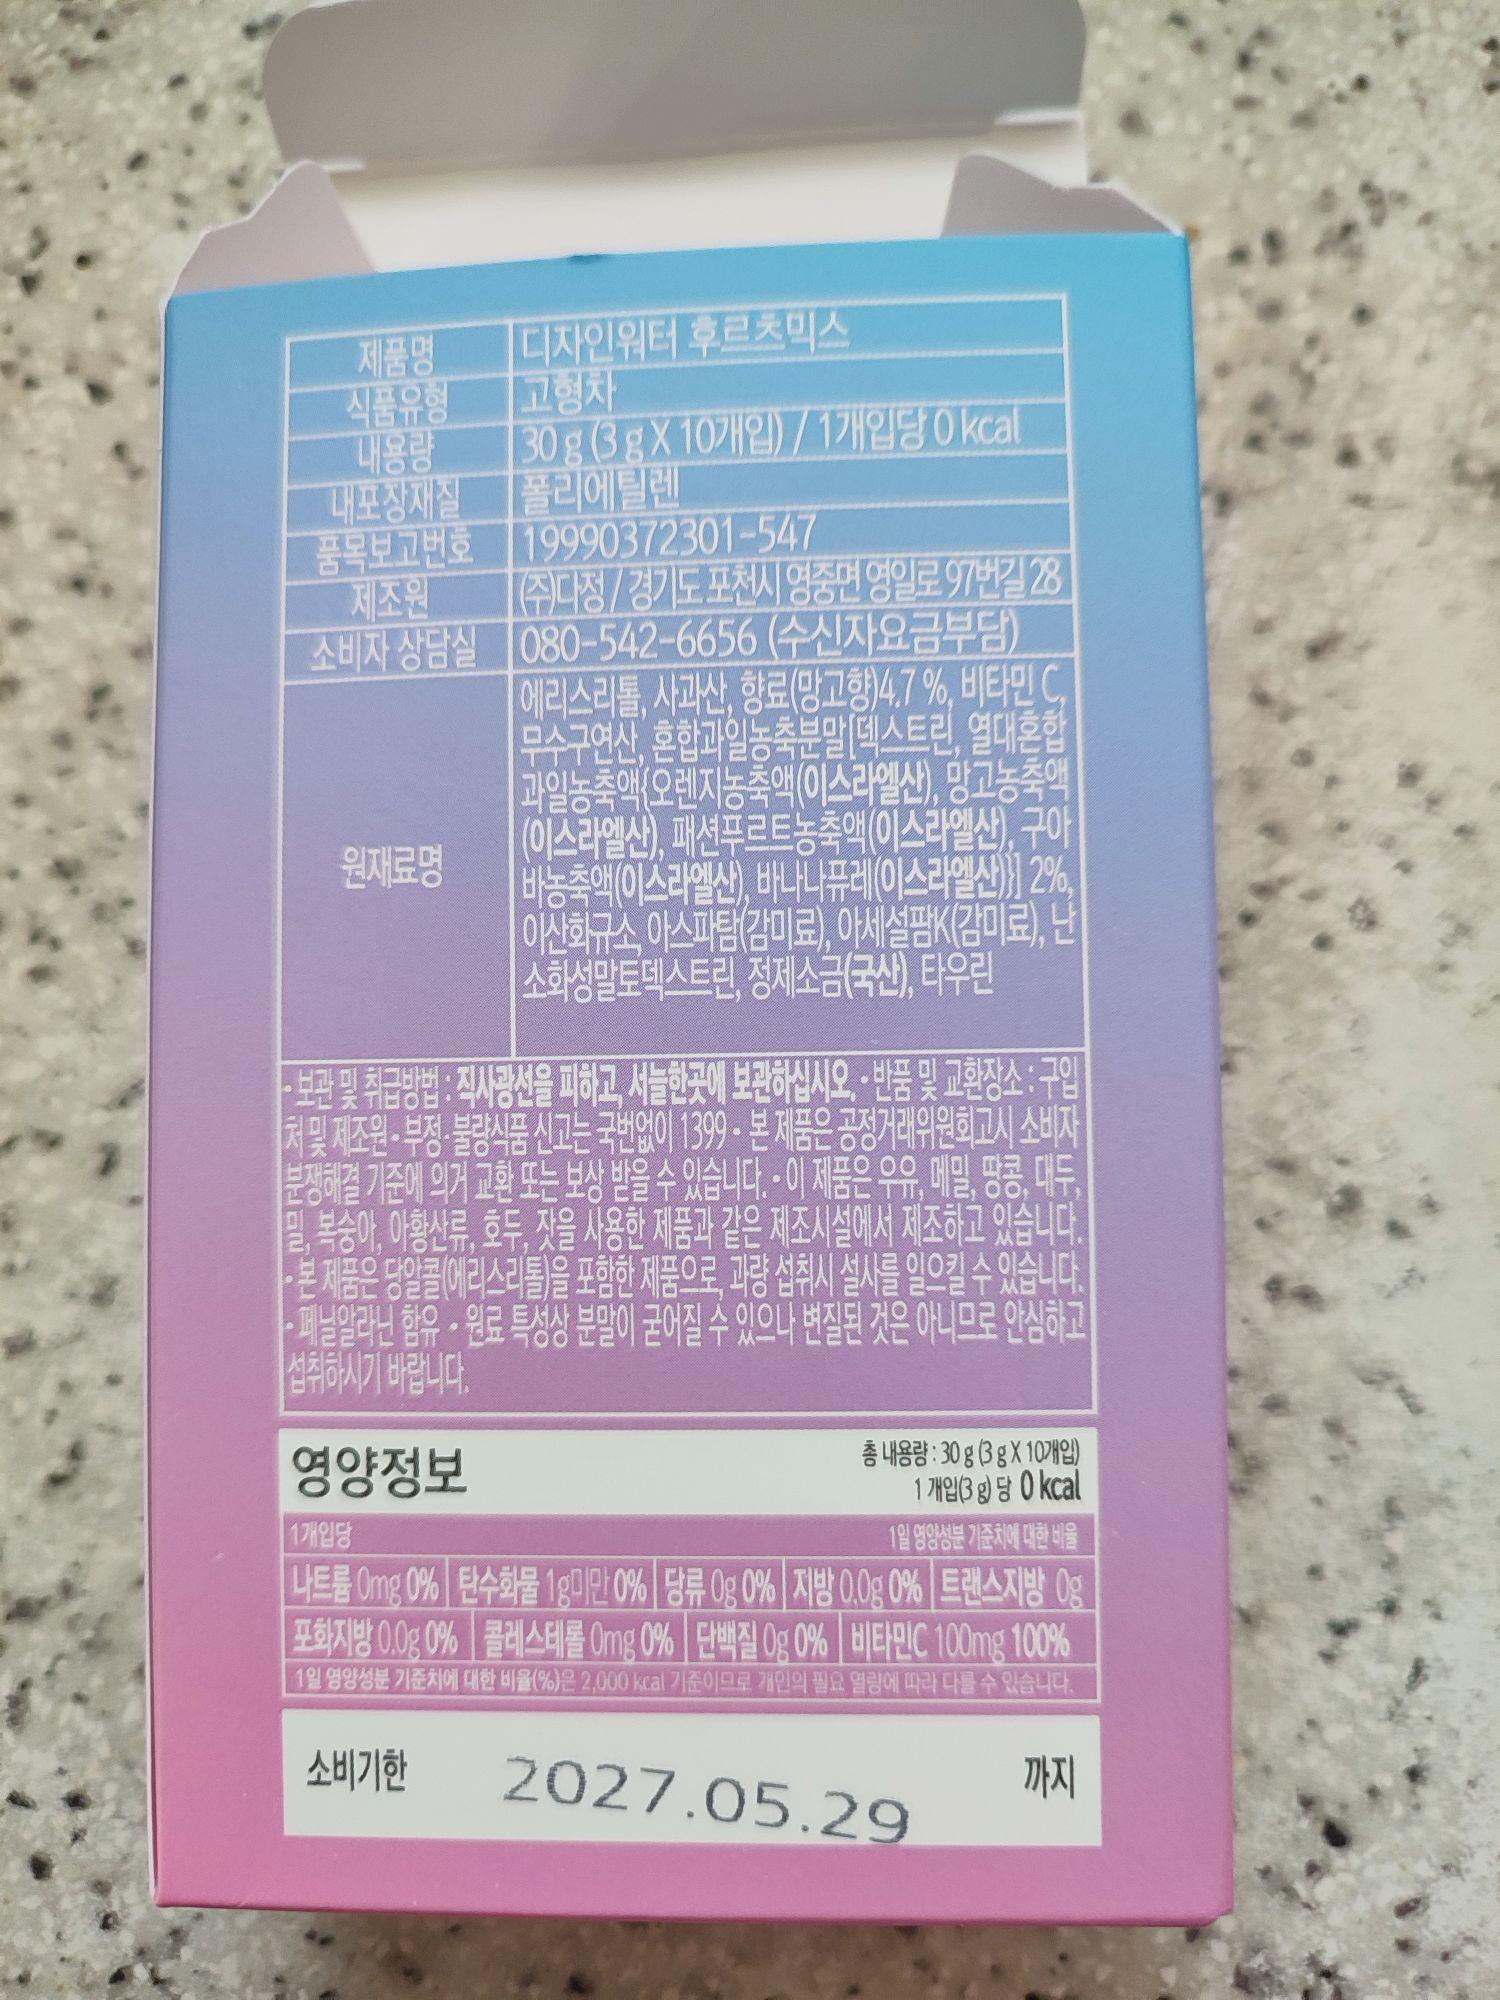 제품명 디자인워터 후르츠믹스
식품유형 고형차
내용량 30 g (3 g X 10개입) / 1개입당 0 kcal
내포장재질 폴리에틸렌
품목보고번호 19990372301-547
제조원 (주)다정 / 경기도 포천시 영중면 영일로 97번길 28
소비자 상담실 080-542-6656 (수신자요금부담)
원재료명
에리스리톨, 사과산, 향료(망고향)4.7 %, 비타민 C,
무수구연산, 혼합과일농축분말[덱스트린, 열대혼합
과일농축액{오렌지농축액(이스라엘산), 망고농축액
(이스라엘산), 패션푸르트농축액(이스라엘산), 구아
바농축액(이스라엘산), 바나나퓨레(이스라엘산)}] 2%,
이산화규소, 아스파탐(감미료), 아세설팜K(감미료), 난
소화성말토덱스트린, 정제소금(국산), 타우린
• 보관 및 취급방법 : 직사광선을 피하고, 서늘한곳에 보관하십시오. • 반품 및 교환장소 : 구입
처 및 제조원 • 부정·불량식품 신고는 국번없이 1399 • 본 제품은 공정거래위원회고시 소비자
분쟁해결 기준에 의거 교환 또는 보상 받을 수 있습니다. • 이 제품은 우유, 메밀, 땅콩, 대두,
밀, 복숭아, 아황산류, 호두, 잣을 사용한 제품과 같은 제조시설에서 제조하고 있습니다.
• 본 제품은 당알콜(에리스리톨)을 포함한 제품으로, 과량 섭취시 설사를 일으킬 수 있습니다.
• 페닐알라닌 함유 • 원료 특성상 분말이 굳어질 수 있으나 변질된 것은 아니므로 안심하고
섭취하시기 바랍니다.
영양정보
총 내용량 : 30 g (3 g X 10개입)
1 개입(3 g) 당 0 kcal
1개입당 1일 영양성분 기준치에 대한 비율
나트륨 0mg 0% 탄수화물 1g미만 0% 당류 0g 0% 지방 0.0g 0% 트랜스지방 0g
포화지방 0.0g 0% 콜레스테롤 0mg 0% 단백질 0g 0% 비타민C 100mg 100%
1일 영양성분 기준치에 대한 비율(%)은 2,000 kcal 기준이므로 개인의 필요 열량에 따라 다를 수 있습니다.
소비기한 2027.05.29 까지